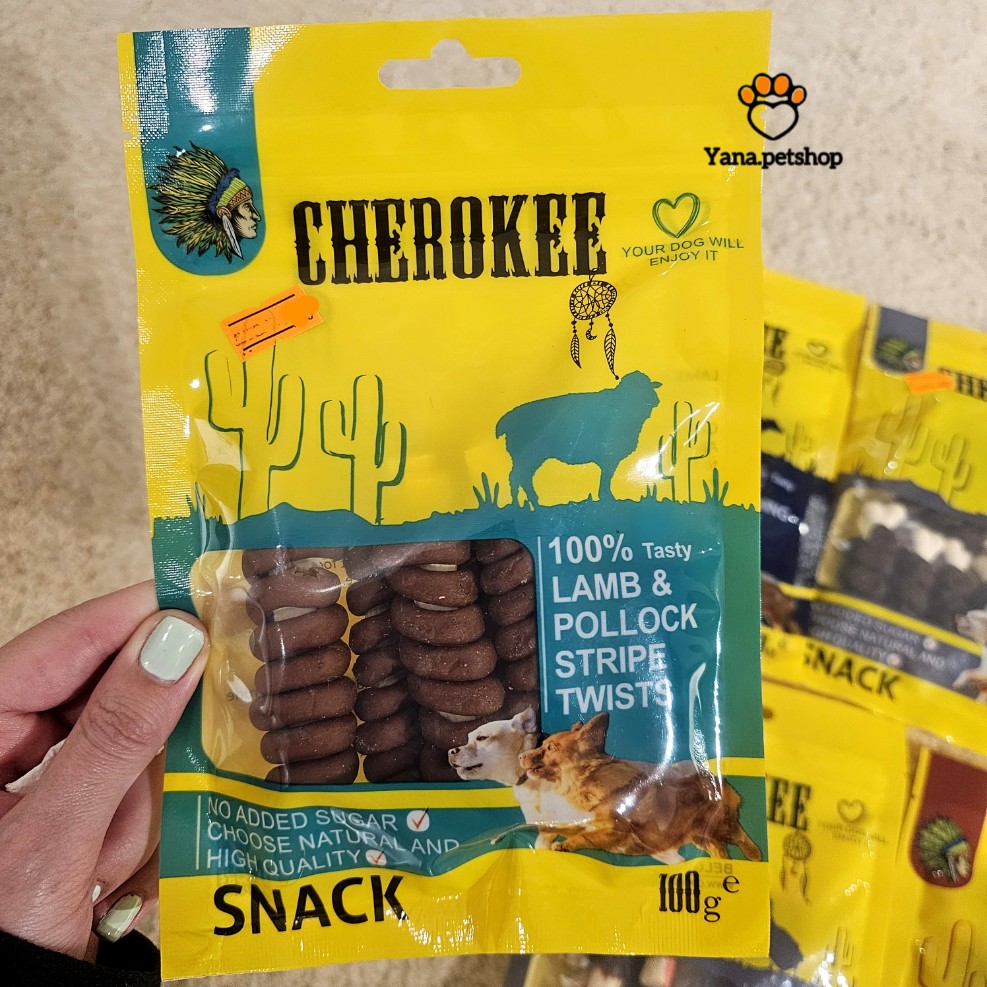 Yana.petshop
CHEROKEE
YOUR DOG WILL
ENJOY IT
100% Tasty
LAMB &
POLLOCK
STRIPE
TWISTS
NO ADDED SUGAR
CHOOSE NATURAL AND
HIGH QUALITY
SNACK
100g e
SNACK